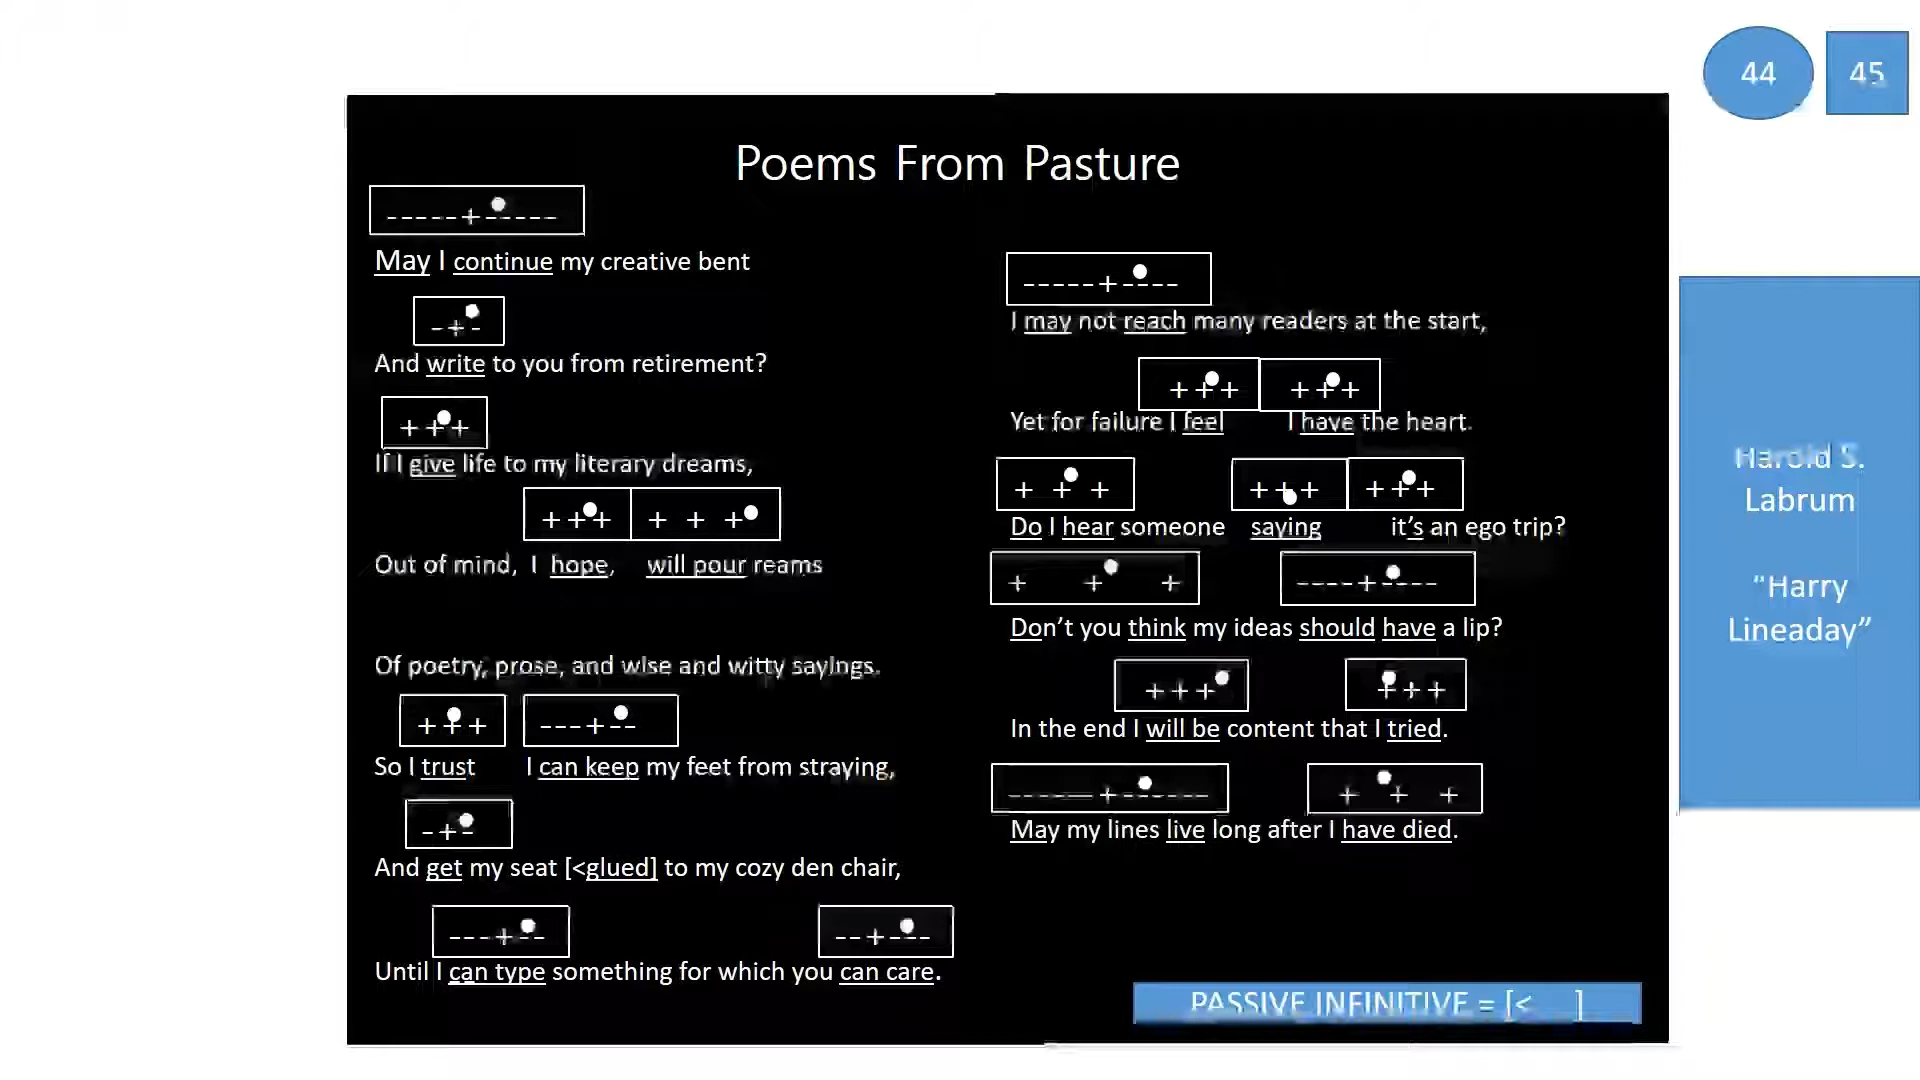 44
45
Poems From Pasture
-----+-----
May I continue my creative bent
-+-
And write to you from retirement?
+++
If I give life to my literary dreams,
+++ + + +
Out of mind, I hope, will pour reams
Of poetry, prose, and wise and witty sayings.
+++ ---+--
So I trust I can keep my feet from straying,
-+-
And get my seat [<glued] to my cozy den chair,
---+-- --+---
Until I can type something for which you can care.
-----+----
I may not reach many readers at the start,
+++ +++
Yet for failure I feel I have the heart.
+ + + +++ +++
Do I hear someone saying it’s an ego trip?
+ + + ----+----
Don’t you think my ideas should have a lip?
+++ +++
In the end I will be content that I tried.
------+------ + + +
May my lines live long after I have died.
PASSIVE INFINITIVE = [< ]
Harold S.
Labrum
“Harry
Lineaday”